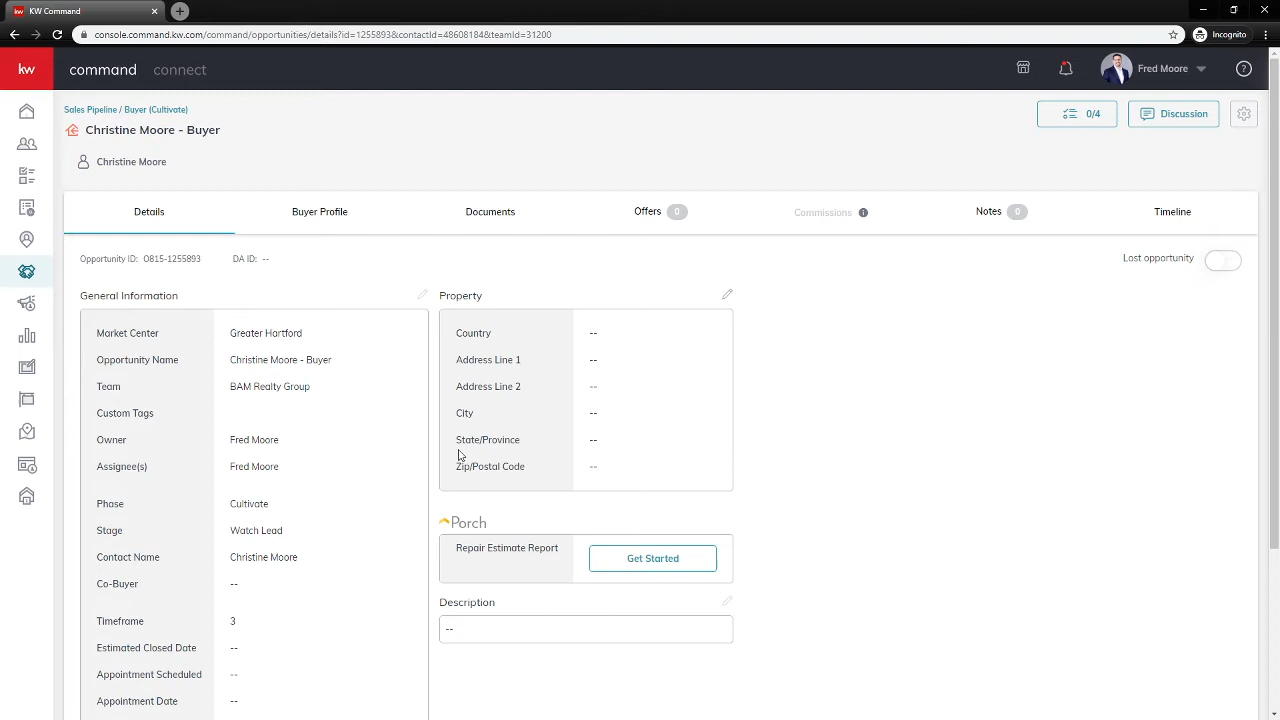 KW Command
console.command.kw.com/command/opportunities/details?id=1255893&contactId=48608184&teamId=31200
Incognito
kw
command
connect
Fred Moore
Sales Pipeline / Buyer (Cultivate)
Christine Moore - Buyer
0/4
Discussion
Christine Moore
Details
Buyer Profile
Documents
Offers 0
Commissions
Notes 0
Timeline
Opportunity ID: O815-1255893
DA ID: --
Lost opportunity
General Information
Market Center Greater Hartford
Opportunity Name Christine Moore - Buyer
Team BAM Realty Group
Custom Tags
Owner Fred Moore
Assignee(s) Fred Moore
Phase Cultivate
Stage Watch Lead
Contact Name Christine Moore
Co-Buyer --
Timeframe 3
Estimated Closed Date --
Appointment Scheduled --
Appointment Date --
Property
Country --
Address Line 1 --
Address Line 2 --
City --
State/Province --
Zip/Postal Code --
Porch
Repair Estimate Report
Get Started
Description
--